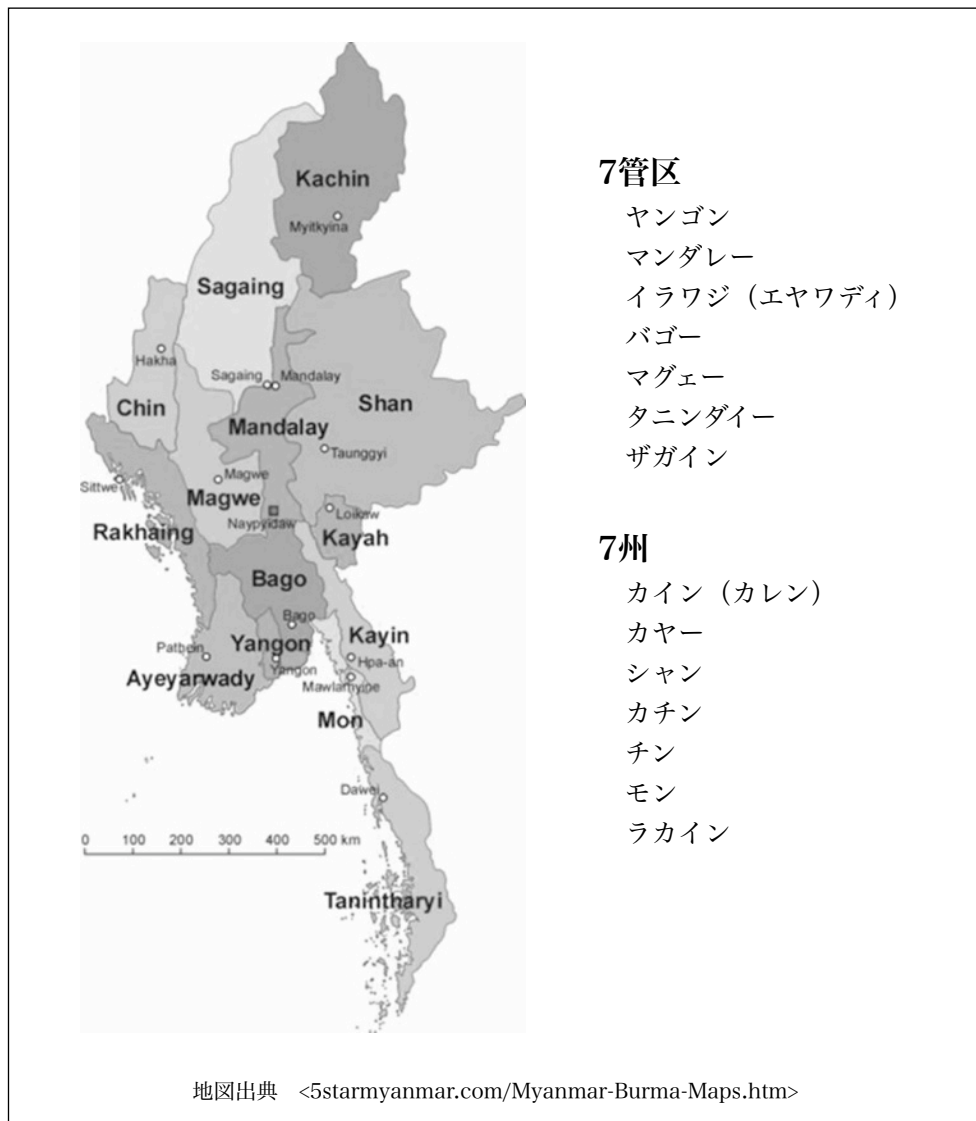 Kachin
Myitkyina
Sagaing
Hakha
Sagaing
Mandalay
Chin
Shan
Mandalay
Taunggyi
Magwe
Sittwe
Magwe
Loikaw
Naypyidaw
Rakhaing
Kayah
Bago
Bago
Yangon
Kayin
Pathein
Yangon
Hpa-an
Ayeyarwady
Mawlamyine
Mon
Dawei
0 100 200 300 400 500 km
Tanintharyi
7管区
ヤンゴン
マンダレー
イラワジ（エヤワディ）
バゴー
マグェー
タニンダイー
ザガイン
7州
カイン（カレン）
カヤー
シャン
カチン
チン
モン
ラカイン
地図出典　<5starmyanmar.com/Myanmar-Burma-Maps.htm>